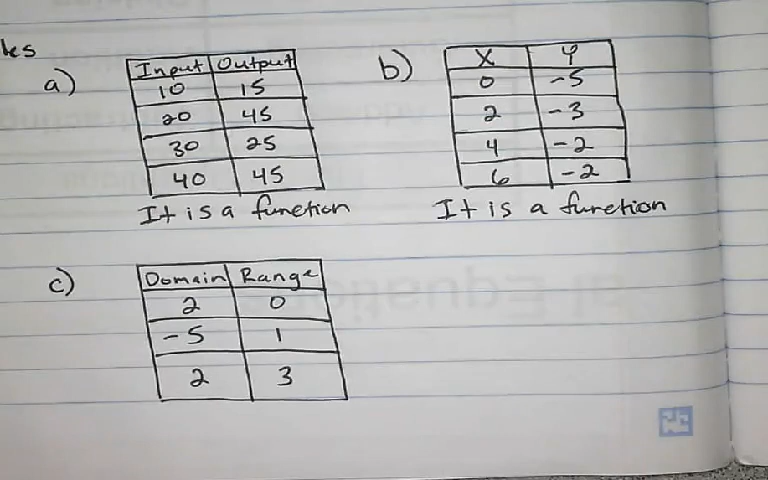 les
a)
Input Output
10 15
20 45
30 25
40 45
It is a function
b)
X Y
0 -5
2 -3
4 -2
6 -2
It is a function
c)
Domain Range
2 0
-5 1
2 3